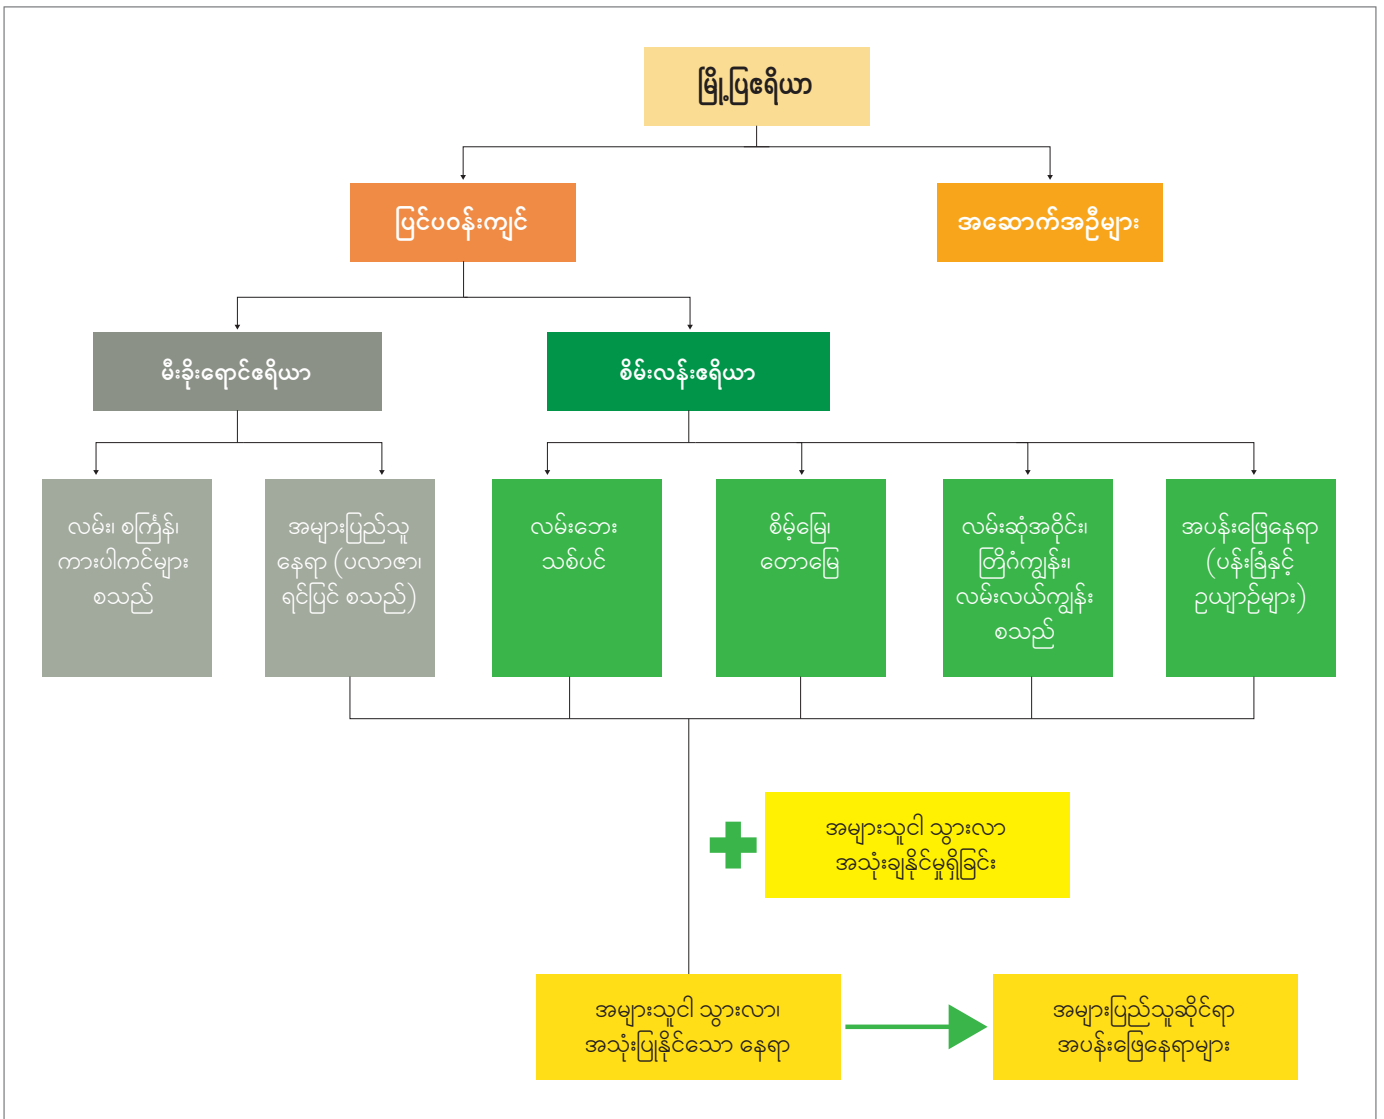 မြို့ပြဧရိယာ
ပြင်ပဝန်းကျင်
အဆောက်အဦများ
မီးခိုးရောင်ဧရိယာ
စိမ်းလန်းဧရိယာ
လမ်း၊ စင်္ကြန်၊
ကားပါကင်များ
စသည်
အများပြည်သူ
နေရာ (ပလာဇာ၊
ရင်ပြင် စသည်)
လမ်းဘေး
သစ်ပင်
စိမ့်မြေ၊
တောမြေ
လမ်းဆုံအဝိုင်း၊
တြိဂံကျွန်း၊
လမ်းလယ်ကျွန်း
စသည်
အပန်းဖြေနေရာ
(ပန်းခြံနှင့်
ဥယျာဉ်များ)
အများသူငါ သွားလာ
အသုံးချနိုင်မှုရှိခြင်း
အများသူငါ သွားလာ၊
အသုံးပြုနိုင်သော နေရာ
အများပြည်သူဆိုင်ရာ
အပန်းဖြေနေရာများ